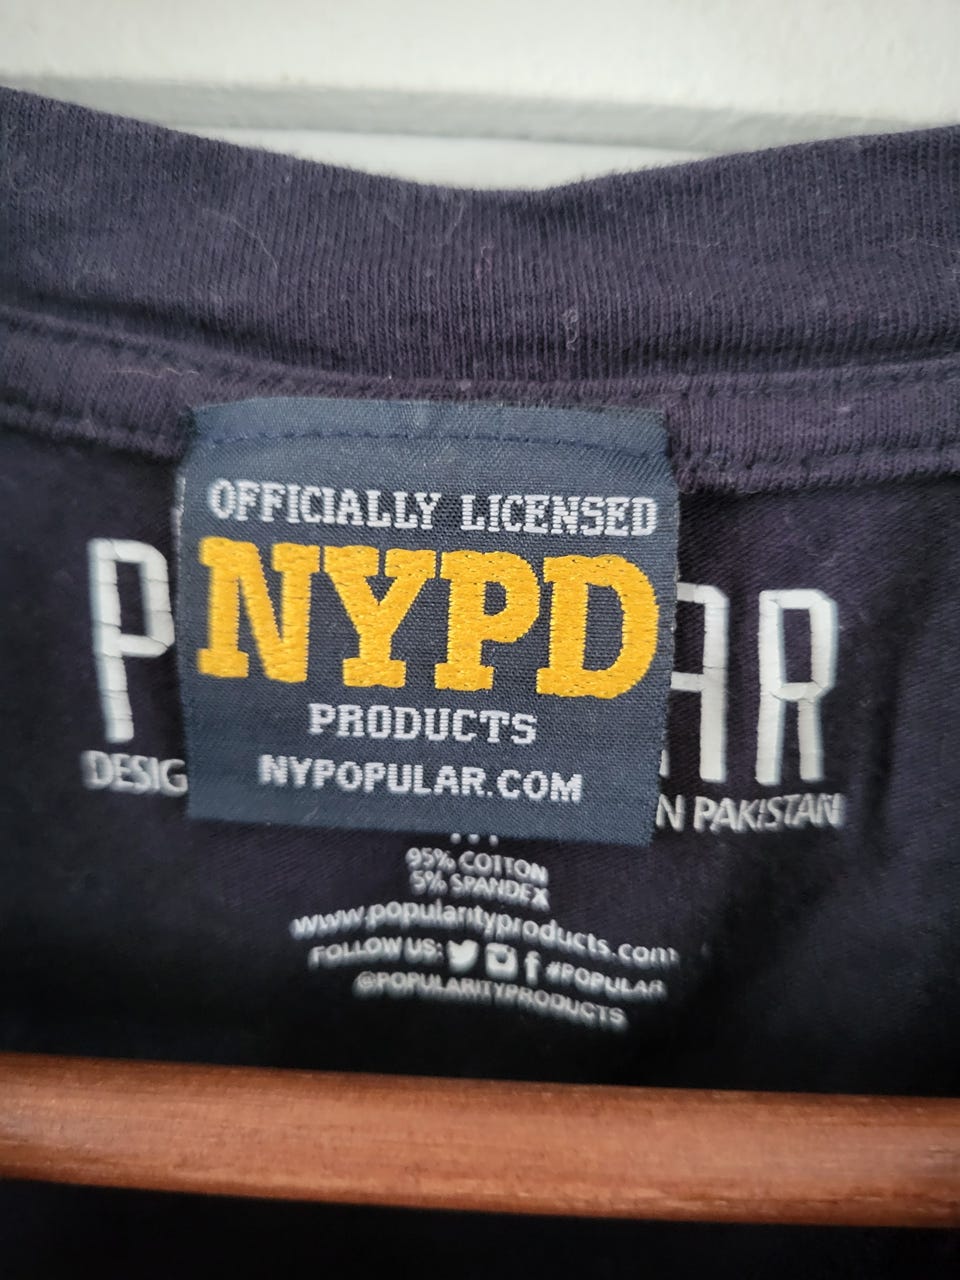 OFFICIALLY LICENSED
NYPD
PRODUCTS
NYPOPULAR.COM
P AR
DESIG N PAKISTAN
95% COTTON
5% SPANDEX
www.popularityproducts.com
FOLLOW US: f #POPULAR
@POPULARITYPRODUCTS